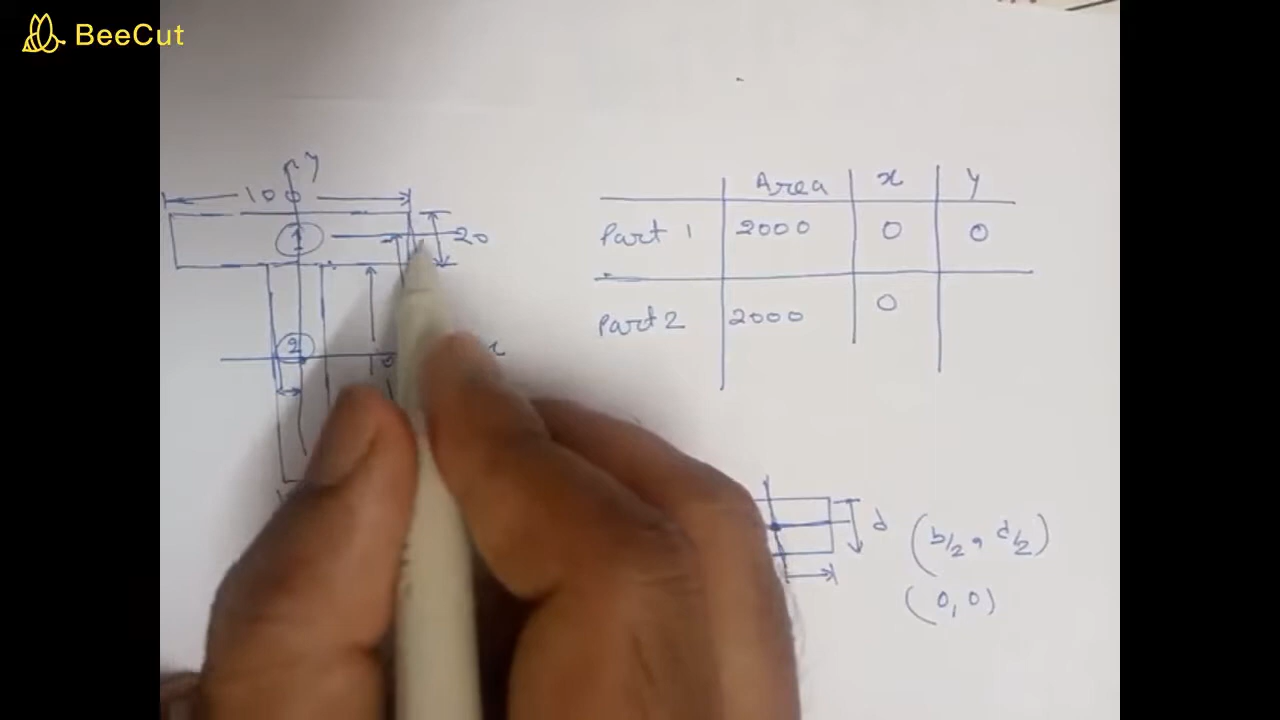 BeeCut
y
100
1
20
2
Area x y
Part 1 2000 0 0
Part 2 2000 0
d
(b/2, d/2)
(0, 0)